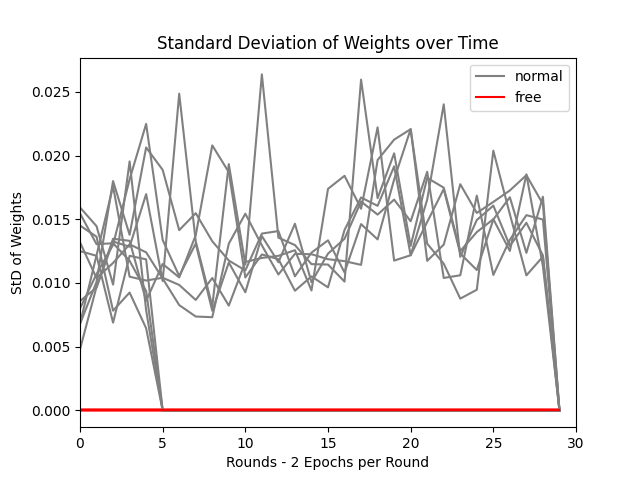 Standard Deviation of Weights over Time
normal
free
StD of Weights
0.025
0.020
0.015
0.010
0.005
0.000
0 5 10 15 20 25 30
Rounds - 2 Epochs per Round